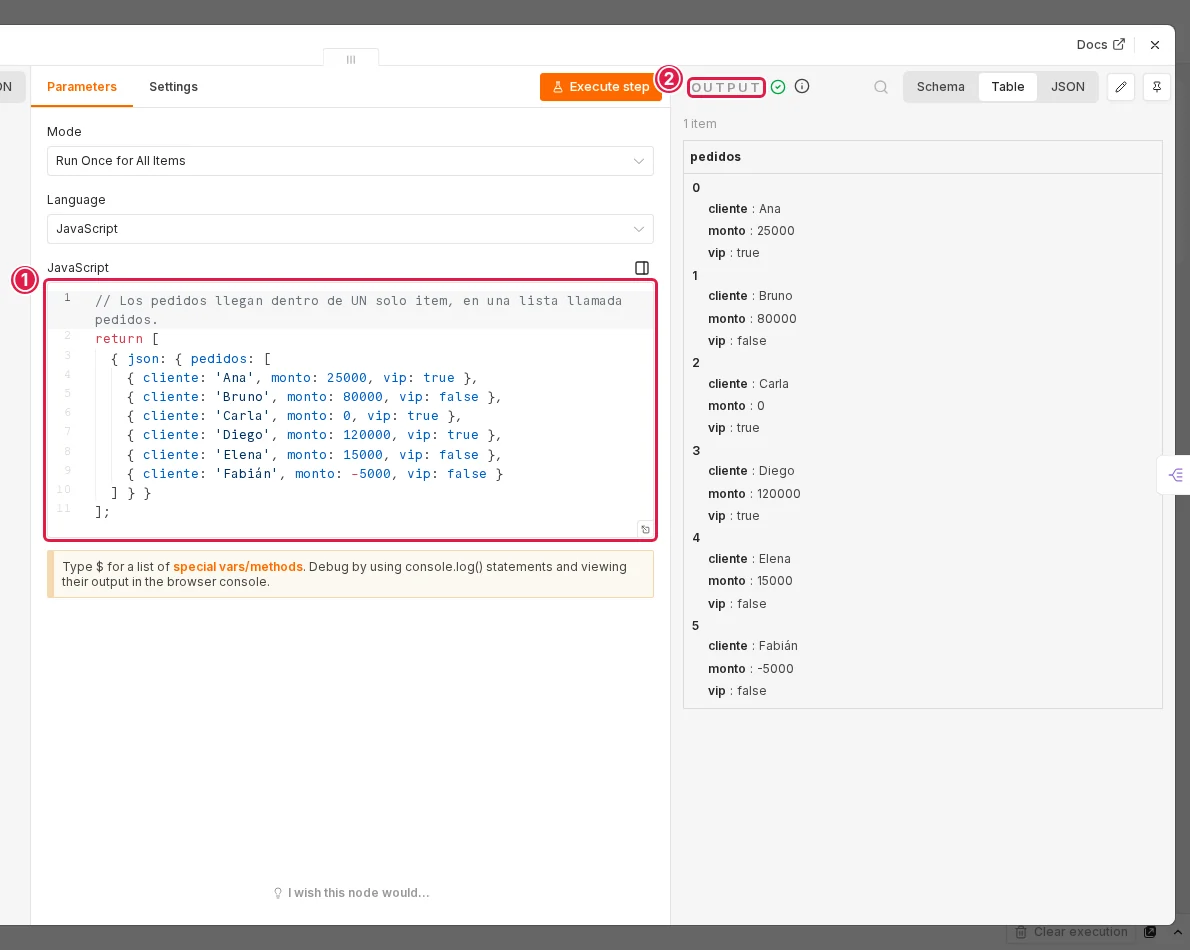 Docs
ON
Parameters
Settings
Execute step
2
OUTPUT
Schema
Table
JSON
Mode
Run Once for All Items
Language
JavaScript
JavaScript
1
1 // Los pedidos llegan dentro de UN solo item, en una lista llamada
pedidos.
2 return [
3 { json: { pedidos: [
4 { cliente: 'Ana', monto: 25000, vip: true },
5 { cliente: 'Bruno', monto: 80000, vip: false },
6 { cliente: 'Carla', monto: 0, vip: true },
7 { cliente: 'Diego', monto: 120000, vip: true },
8 { cliente: 'Elena', monto: 15000, vip: false },
9 { cliente: 'Fabián', monto: -5000, vip: false }
10 ] } }
11 ];
Type $ for a list of special vars/methods. Debug by using console.log() statements and viewing
their output in the browser console.
I wish this node would...
1 item
pedidos
0
cliente : Ana
monto : 25000
vip : true
1
cliente : Bruno
monto : 80000
vip : false
2
cliente : Carla
monto : 0
vip : true
3
cliente : Diego
monto : 120000
vip : true
4
cliente : Elena
monto : 15000
vip : false
5
cliente : Fabián
monto : -5000
vip : false
Clear execution